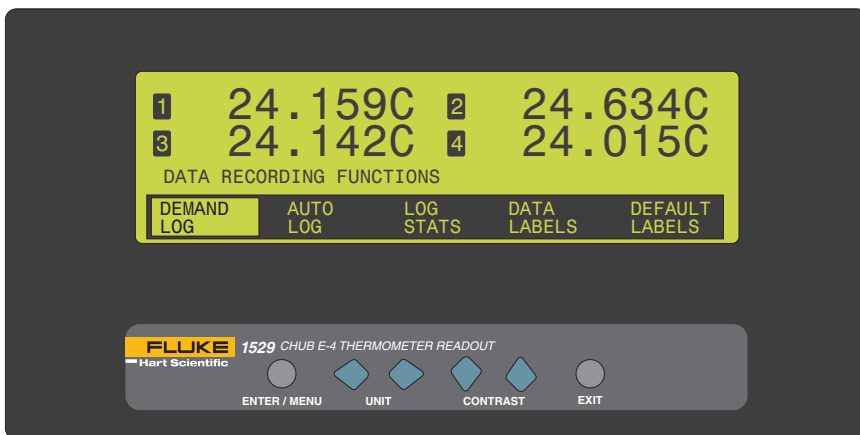 1 24.159C 2 24.634C
3 24.142C 4 24.015C
DATA RECORDING FUNCTIONS
DEMAND AUTO LOG DATA DEFAULT
LOG LOG STATS LABELS LABELS
FLUKE 1529 CHUB E-4 THERMOMETER READOUT
Hart Scientific
ENTER / MENU UNIT CONTRAST EXIT